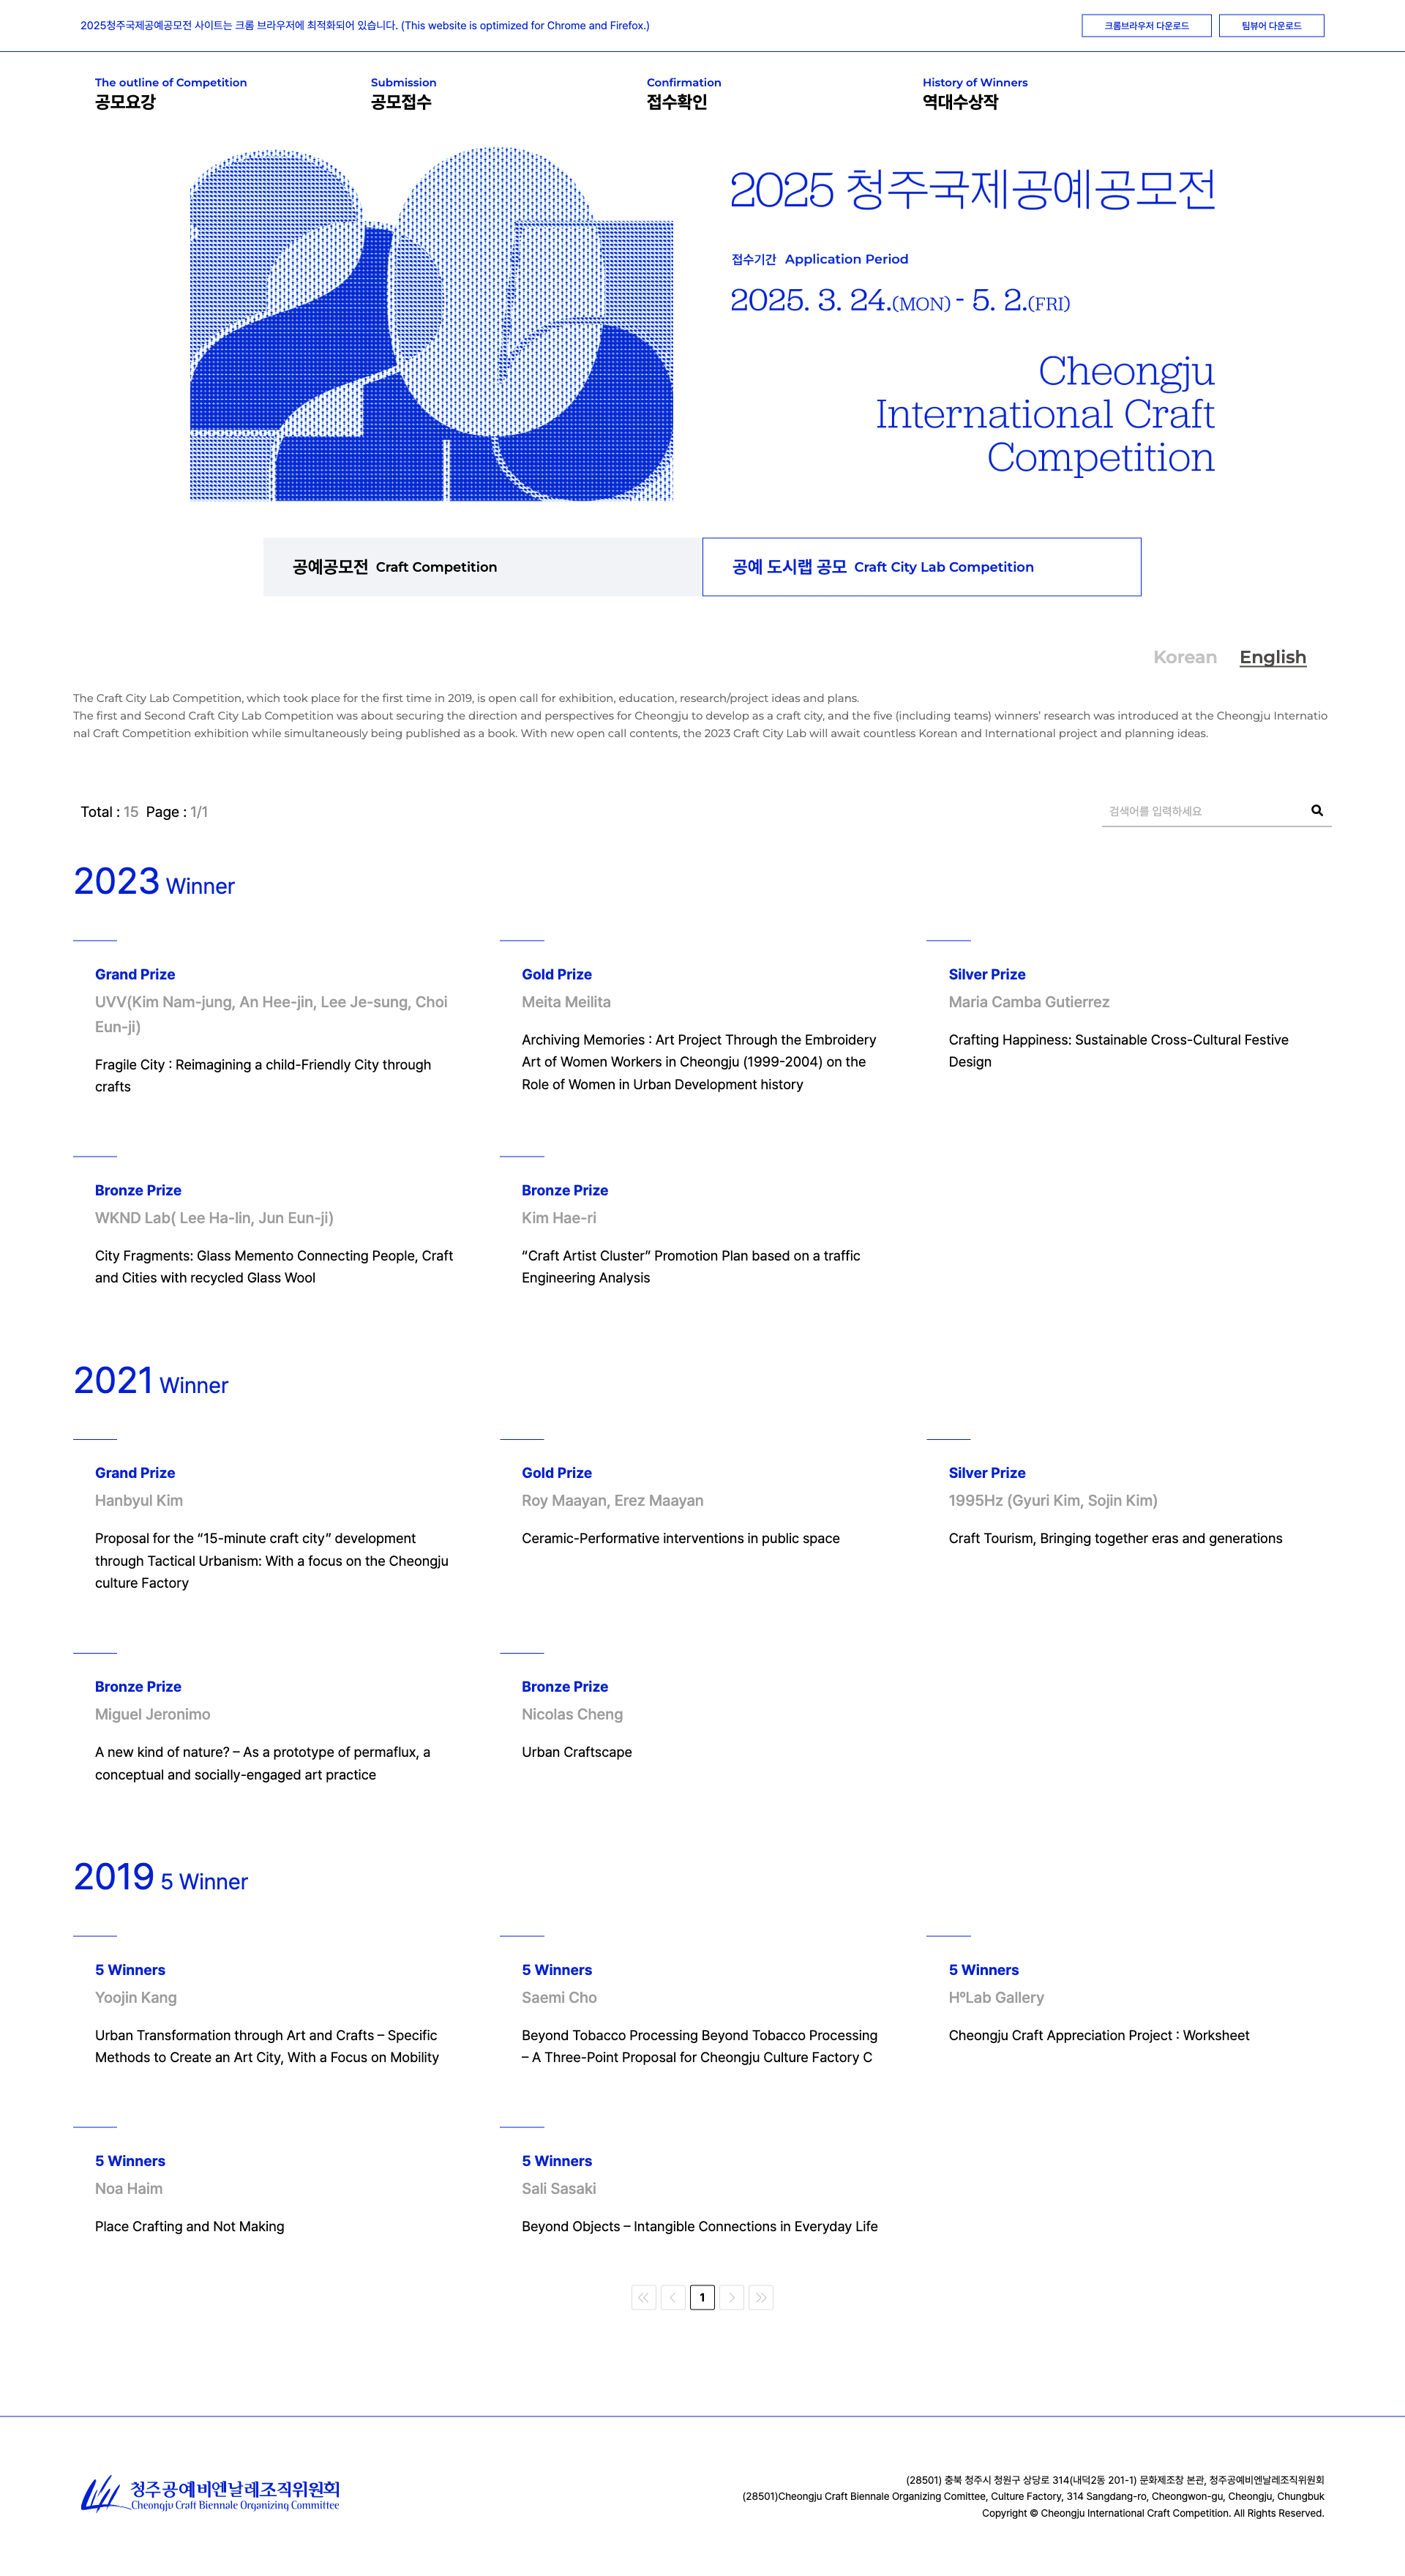 2025청주국제공예공모전 사이트는 크롬 브라우저에 최적화되어 있습니다. (This website is optimized for Chrome and Firefox.)
크롬브라우저 다운로드
팀뷰어 다운로드
The outline of Competition
공모요강
Submission
공모접수
Confirmation
접수확인
History of Winners
역대수상작
2025 청주국제공예공모전
접수기간 Application Period
2025. 3. 24.(MON) - 5. 2.(FRI)
Cheongju
International Craft
Competition
공예공모전 Craft Competition
공예 도시랩 공모 Craft City Lab Competition
Korean
English
The Craft City Lab Competition, which took place for the first time in 2019, is open call for exhibition, education, research/project ideas and plans.
The first and Second Craft City Lab Competition was about securing the direction and perspectives for Cheongju to develop as a craft city, and the five (including teams) winners’ research was introduced at the Cheongju Internatio
nal Craft Competition exhibition while simultaneously being published as a book. With new open call contents, the 2023 Craft City Lab will await countless Korean and International project and planning ideas.
Total : 15 Page : 1/1
검색어를 입력하세요
2023 Winner
Grand Prize
UVV(Kim Nam-jung, An Hee-jin, Lee Je-sung, Choi
Eun-ji)
Fragile City : Reimagining a child-Friendly City through
crafts
Gold Prize
Meita Meilita
Archiving Memories : Art Project Through the Embroidery
Art of Women Workers in Cheongju (1999-2004) on the
Role of Women in Urban Development history
Silver Prize
Maria Camba Gutierrez
Crafting Happiness: Sustainable Cross-Cultural Festive
Design
Bronze Prize
WKND Lab( Lee Ha-lin, Jun Eun-ji)
City Fragments: Glass Memento Connecting People, Craft
and Cities with recycled Glass Wool
Bronze Prize
Kim Hae-ri
“Craft Artist Cluster” Promotion Plan based on a traffic
Engineering Analysis
2021 Winner
Grand Prize
Hanbyul Kim
Proposal for the “15-minute craft city” development
through Tactical Urbanism: With a focus on the Cheongju
culture Factory
Gold Prize
Roy Maayan, Erez Maayan
Ceramic-Performative interventions in public space
Silver Prize
1995Hz (Gyuri Kim, Sojin Kim)
Craft Tourism, Bringing together eras and generations
Bronze Prize
Miguel Jeronimo
A new kind of nature? – As a prototype of permaflux, a
conceptual and socially-engaged art practice
Bronze Prize
Nicolas Cheng
Urban Craftscape
2019 5 Winner
5 Winners
Yoojin Kang
Urban Transformation through Art and Crafts – Specific
Methods to Create an Art City, With a Focus on Mobility
5 Winners
Saemi Cho
Beyond Tobacco Processing Beyond Tobacco Processing
– A Three-Point Proposal for Cheongju Culture Factory C
5 Winners
HºLab Gallery
Cheongju Craft Appreciation Project : Worksheet
5 Winners
Noa Haim
Place Crafting and Not Making
5 Winners
Sali Sasaki
Beyond Objects – Intangible Connections in Everyday Life
1
청주공예비엔날레조직위원회
Cheongju Craft Biennale Organizing Committee
(28501) 충북 청주시 청원구 상당로 314(내덕2동 201-1) 문화제조창 본관, 청주공예비엔날레조직위원회
(28501)Cheongju Craft Biennale Organizing Comittee, Culture Factory, 314 Sangdang-ro, Cheongwon-gu, Cheongju, Chungbuk
Copyright © Cheongju International Craft Competition. All Rights Reserved.